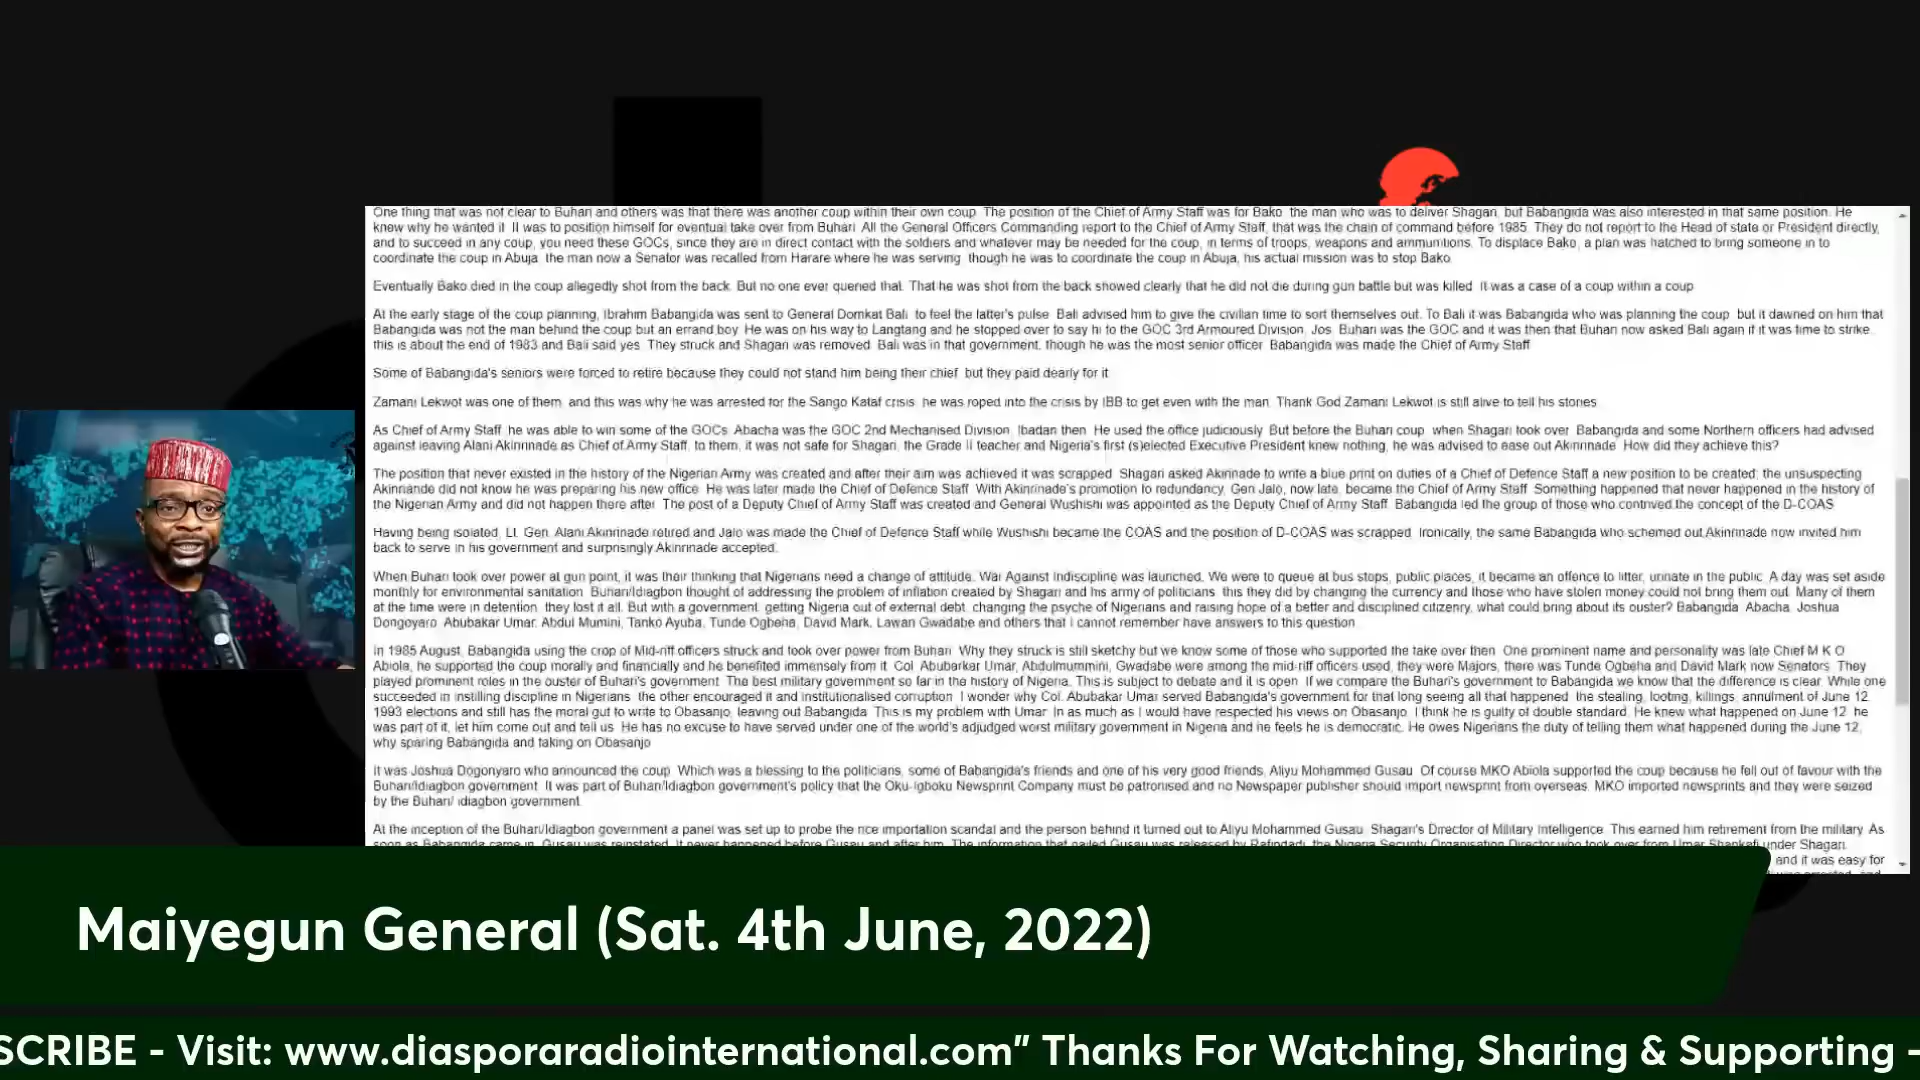 One thing that was not clear to Buhari and others was that there was another coup within their own coup. The position of the Chief of Army Staff was for Bako, the man who was to deliver Shagari, but Babangida was also interested in that same position. He
knew why he wanted it. It was to position himself for eventual take over from Buhari. All the General Officers Commanding report to the Chief of Army Staff, that was the chain of command before 1985. They do not report to the Head of state or President directly,
and to succeed in any coup, you need these GOCs, since they are in direct contact with the soldiers and whatever may be needed for the coup, in terms of troops, weapons and ammunitions. To displace Bako, a plan was hatched to bring someone in to
coordinate the coup in Abuja, the man now a Senator was recalled from Harare where he was serving, though he was to coordinate the coup in Abuja, his actual mission was to stop Bako.
Eventually Bako died in the coup allegedly shot from the back. But no one ever queried that. That he was shot from the back showed clearly that he did not die during gun battle but was killed. It was a case of a coup within a coup
At the early stage of the coup planning, Ibrahim Babangida was sent to General Domkat Bali, to feel the latter's pulse. Bali advised him to give the civilian time to sort themselves out. To Bali it was Babangida who was planning the coup, but it dawned on him that
Babangida was not the man behind the coup but an errand boy. He was on his way to Langtang and he stopped over to say hi to the GOC 3rd Armoured Division, Jos. Buhari was the GOC and it was then that Buhari now asked Bali again if it was time to strike,
this is about the end of 1983 and Bali said yes. They struck and Shagari was removed. Bali was in that government, though he was the most senior officer. Babangida was made the Chief of Army Staff
Some of Babangida's seniors were forced to retire because they could not stand him being their chief, but they paid dearly for it
Zamani Lekwot was one of them, and this was why he was arrested for the Sango Kataf crisis, he was roped into the crisis by IBB to get even with the man. Thank God Zamani Lekwot is still alive to tell his stories
As Chief of Army Staff, he was able to win some of the GOCs. Abacha was the GOC 2nd Mechanised Division, Ibadan then. He used the office judiciously. But before the Buhari coup, when Shagari took over, Babangida and some Northern officers had advised
against leaving Alani Akinrinade as Chief of Army Staff, to them, it was not safe for Shagari, the Grade II teacher and Nigeria's first (s)elected Executive President knew nothing, he was advised to ease out Akinrinade. How did they achieve this?
The position that never existed in the history of the Nigerian Army was created and after their aim was achieved it was scrapped. Shagari asked Akinrinade to write a blue print on duties of a Chief of Defence Staff a new position to be created, the unsuspecting
Akinnande did not know he was preparing his new office. He was later made the Chief of Defence Staff. With Akinrinade's promotion to redundancy, Gen Jalo, now late, became the Chief of Army Staff. Something happened that never happened in the history of
the Nigerian Army and did not happen there after. The post of a Deputy Chief of Army Staff was created and General Wushishi was appointed as the Deputy Chief of Army Staff. Babangida led the group of those who contrived the concept of the D-COAS
Having being isolated, Lt. Gen. Alani Akinrinade retired and Jalo was made the Chief of Defence Staff while Wushishi became the COAS and the position of D-COAS was scrapped. Ironically, the same Babangida who schemed out Akinrinade now invited him
back to serve in his government and surprisingly Akinrinade accepted.
When Buhari took over power at gun point, it was their thinking that Nigerians need a change of attitude. War Against Indiscipline was launched. We were to queue at bus stops, public places, it became an offence to litter, urinate in the public. A day was set aside
monthly for environmental sanitation. Buhari/Idiagbon thought of addressing the problem of inflation created by Shagari and his army of politicians, this they did by changing the currency and those who have stolen money could not bring them out. Many of them
at the time were in detention, they lost it all. But with a government, getting Nigeria out of external debt, changing the psyche of Nigerians and raising hope of a better and disciplined citizenry, what could bring about its ouster? Babangida, Abacha, Joshua
Dongoyaro, Abubakar Umar, Abdul Mumini, Tanko Ayuba, Tunde Ogbeha, David Mark, Lawan Gwadabe and others that I cannot remember have answers to this question
In 1985 August, Babangida using the crop of Mid-riff officers struck and took over power from Buhari. Why they struck is still sketchy but we know some of those who supported the take over then. One prominent name and personality was late Chief M K O
Abiola, he supported the coup morally and financially and he benefited immensely from it. Col. Abubarkar Umar, Abdulmummini, Gwadabe were among the mid-riff officers used, they were Majors, there was Tunde Ogbeha and David Mark now Senators. They
played prominent roles in the ouster of Buhari's government. The best military government so far in the history of Nigeria. This is subject to debate and it is open. If we compare the Buhari's government to Babangida we know that the difference is clear. While one
succeeded in instilling discipline in Nigerians, the other encouraged it and institutionalised corruption. I wonder why Col. Abubakar Umar served Babangida's government for that long seeing all that happened, the stealing, looting, killings, annulment of June 12
1993 elections and still has the moral gut to write to Obasanjo, leaving out Babangida. This is my problem with Umar. In as much as I would have respected his views on Obasanjo, I think he is guilty of double standard. He knew what happened on June 12, he
was part of it, let him come out and tell us. He has no excuse to have served under one of the world's adjudged worst military government in Nigeria and he feels he is democratic. He owes Nigerians the duty of telling them what happened during the June 12,
why sparing Babangida and taking on Obasanjo
It was Joshua Dogonyaro who announced the coup. Which was a blessing to the politicians, some of Babangida's friends and one of his very good friends, Aliyu Mohammed Gusau. Of course MKO Abiola supported the coup because he fell out of favour with the
Buhari/Idiagbon government. It was part of Buhari/Idiagbon government's policy that the Oku-Igboku Newsprint Company must be patronised and no Newspaper publisher should import newsprint from overseas. MKO imported newsprints and they were seized
by the Buhari/ Idiagbon government
At the inception of the Buhari/Idiagbon government a panel was set up to probe the rice importation scandal and the person behind it turned out to Aliyu Mohammed Gusau, Shagari's Director of Military Intelligence. This earned him retirement from the military. As
soon as Babangida came in, Gusau was reinstated. It never happened before Gusau and after him. The information that nailed Gusau was released by Rafindadi, the Nigeria Security Organisation Director who took over from Umar Shinkafi under Shagari.
and it was easy for
Maiyegun General (Sat. 4th June, 2022)
SCRIBE - Visit: www.diasporaradiointernational.com" Thanks For Watching, Sharing & Supporting -